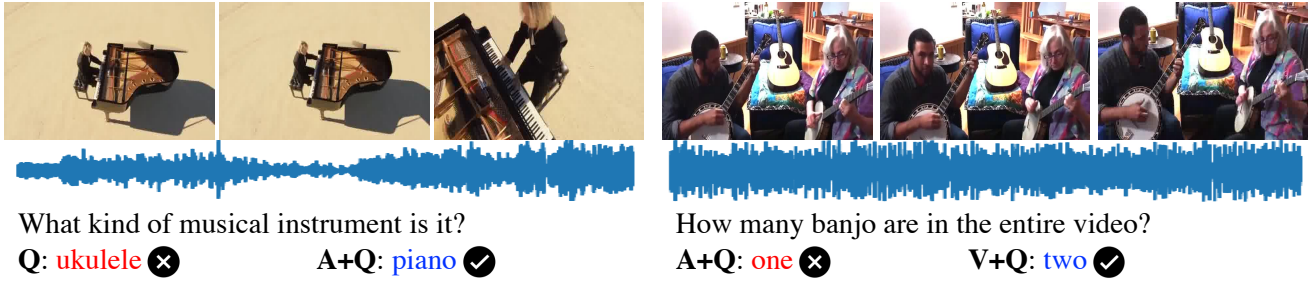 What kind of musical instrument is it?
Q: ukulele
A+Q: piano
How many banjo are in the entire video?
A+Q: one
V+Q: two